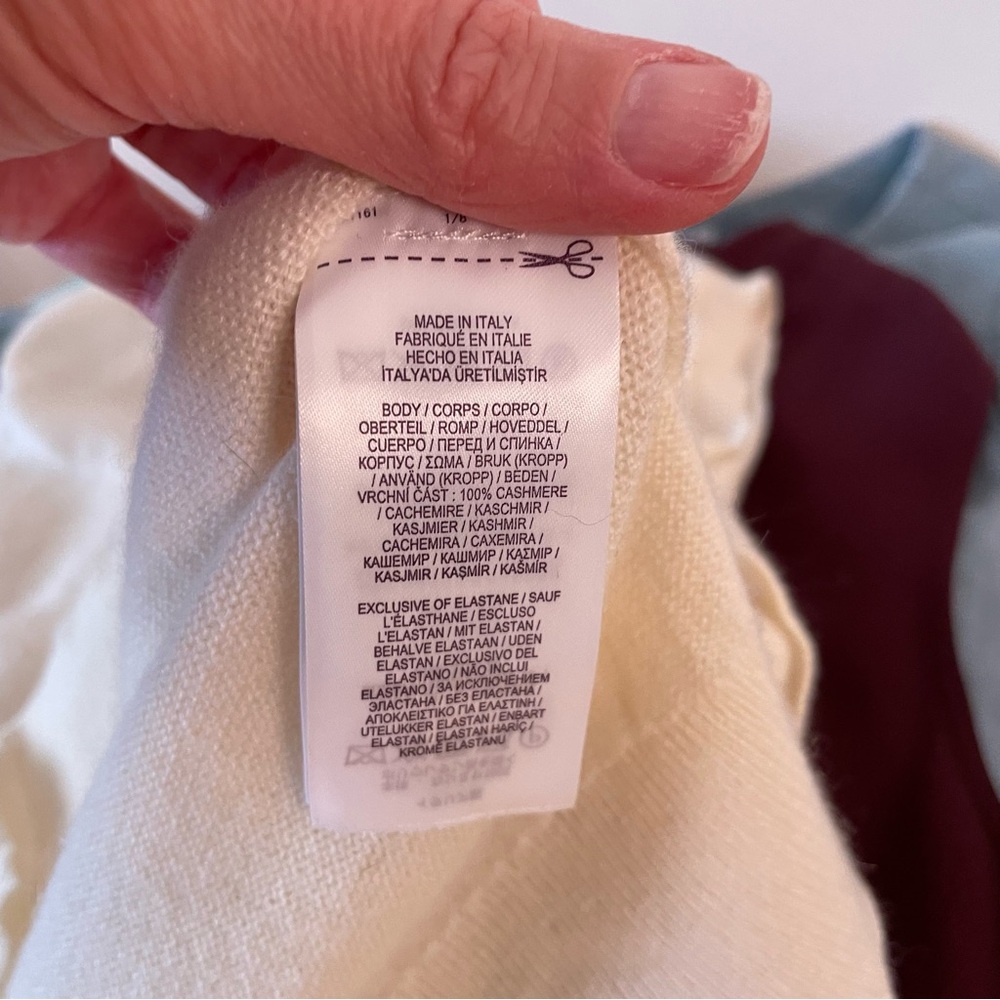 161 1/6
MADE IN ITALY
FABRIQUÉ EN ITALIE
HECHO EN ITALIA
İTALYA'DA ÜRETİLMİŞTİR
BODY / CORPS / CORPO /
OBERTEIL / ROMP / HOVEDDEL /
CUERPO / ПЕРЕД И СПИНКА /
КОРПУС / ΣΩΜΑ / BRUK (KROPP)
/ ANVÄND (KROPP) / BEDEN /
VRCHNÍ ČÁST : 100% CASHMERE
/ CACHEMIRE / KASCHMIR /
KASJMIER / KASHMIR /
CACHEMIRA / CAXEMIRA /
КАШЕМИР / КАШМИР / ΚΑΣΜΙΡ /
KASJMIR / KAŞMİR / KAŠMÍR
EXCLUSIVE OF ELASTANE / SAUF
L'ÉLASTHANE / ESCLUSO
L'ELASTAN / MIT ELASTAN /
BEHALVE ELASTAAN / UDEN
ELASTAN / EXCLUSIVO DEL
ELASTANO / NÃO INCLUI
ELASTANO / ЗА ИСКЛЮЧЕНИЕМ
ЭЛАСТАНА / БЕЗ ЕЛАСТАНА /
ΑΠΟΚΛΕΙΣΤΙΚΟ ΓΙΑ ΕΛΑΣΤΙΝΗ /
UTELUKKER ELASTAN / ENBART
ELASTAN / ELASTAN HARİÇ /
KROMĚ ELASTANU